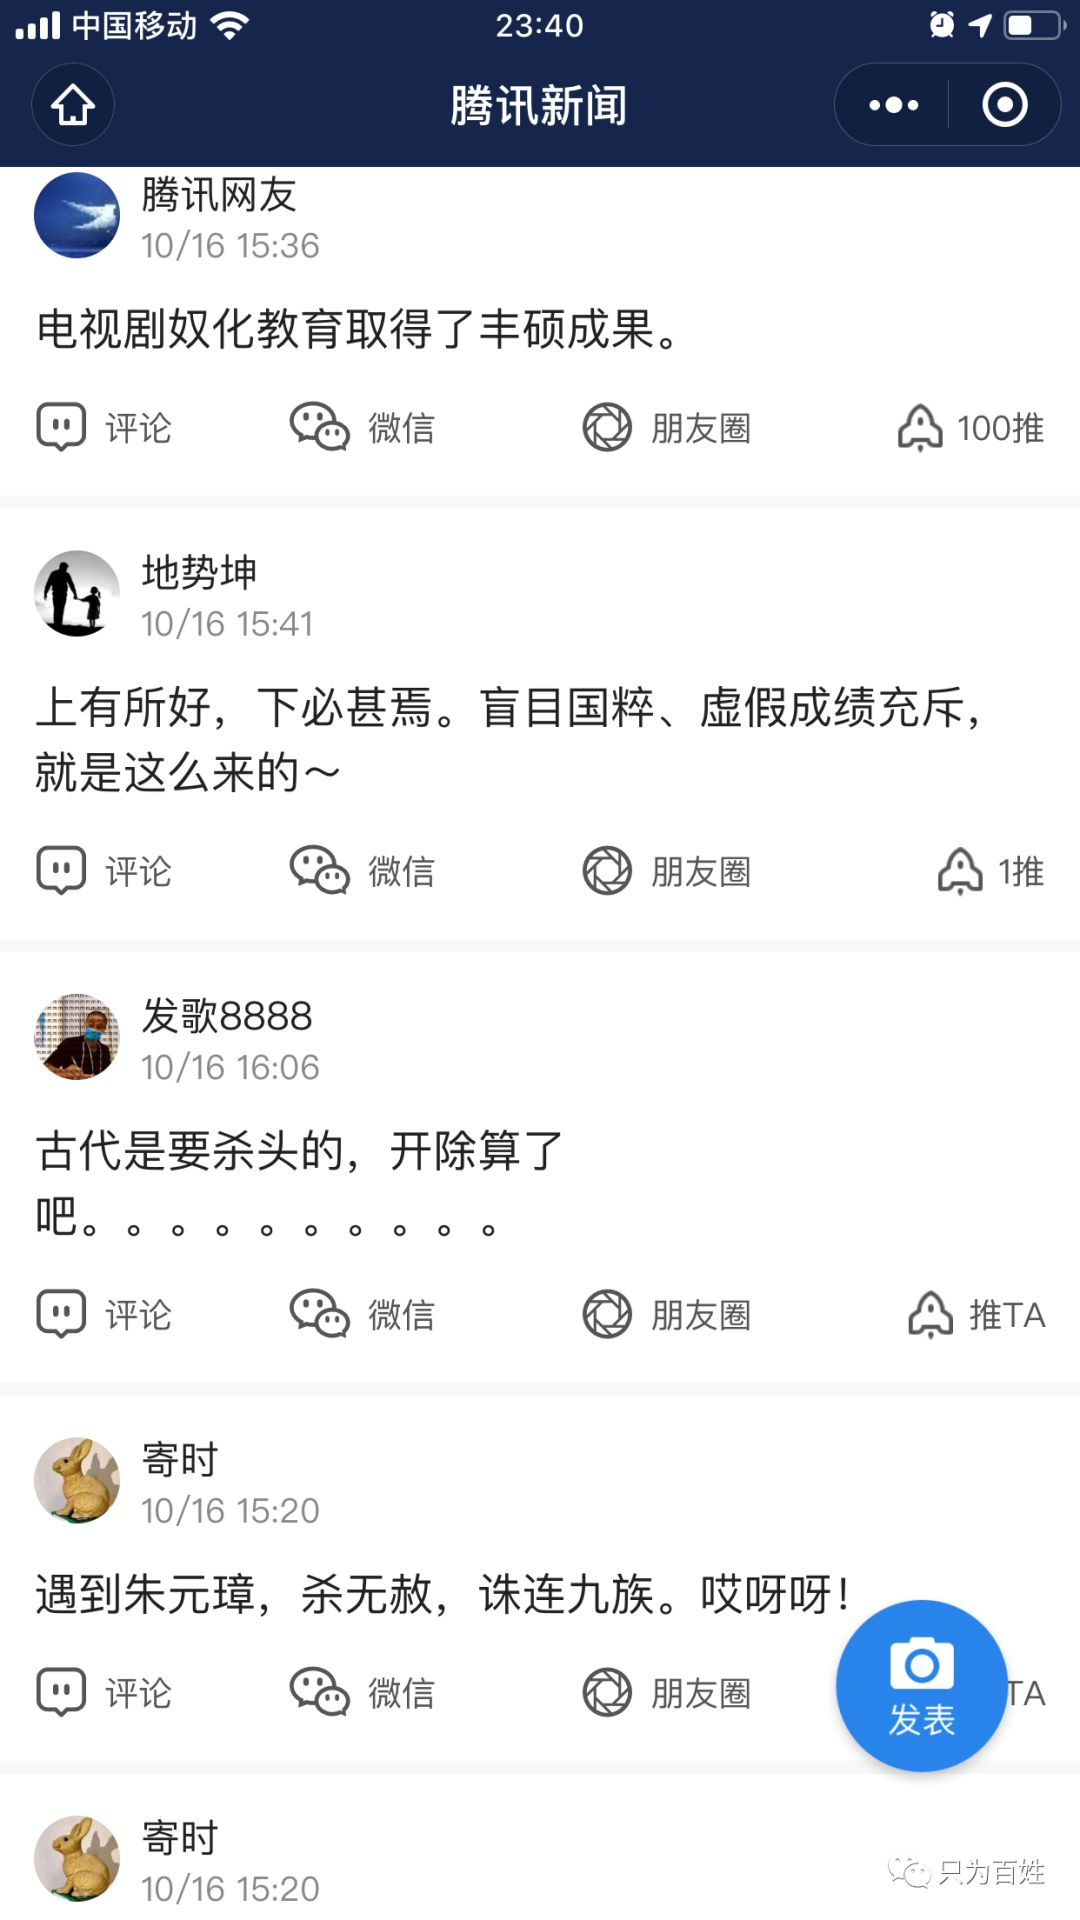 中国移动 23:40
腾讯新闻
腾讯网友
10/16 15:36
电视剧奴化教育取得了丰硕成果。
评论 微信 朋友圈 100推
地势坤
10/16 15:41
上有所好，下必甚焉。盲目国粹、虚假成绩充斥，
就是这么来的～
评论 微信 朋友圈 1推
发歌8888
10/16 16:06
古代是要杀头的，开除算了
吧。。。。。。。。。。
评论 微信 朋友圈 推TA
寄时
10/16 15:20
遇到朱元璋，杀无赦，诛连九族。哎呀呀！
评论 微信 朋友圈 TA
发表
寄时
10/16 15:20
只为百姓